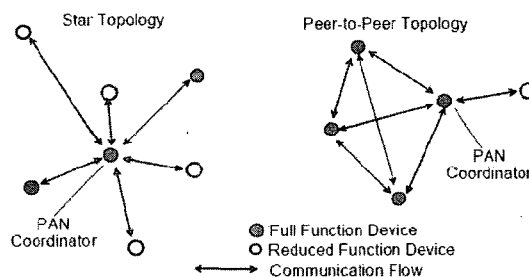 Star Topology
Peer-to-Peer Topology
PAN
Coordinator
PAN
Coordinator
Full Function Device
Reduced Function Device
Communication Flow